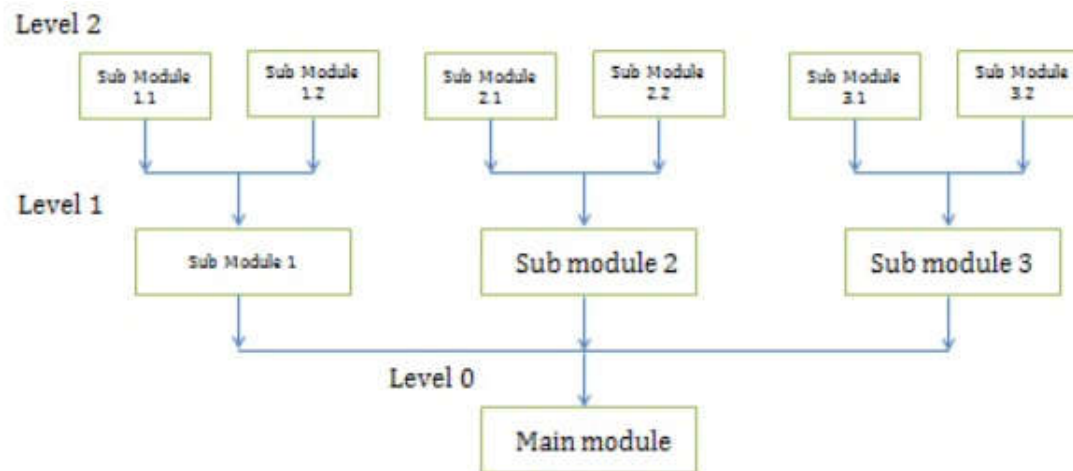 Level 2
Sub Module
1.1
Sub Module
1.2
Sub Module
2.1
Sub Module
2.2
Sub Module
3.1
Sub Module
3.2
Level 1
Sub Module 1
Sub module 2
Sub module 3
Level 0
Main module